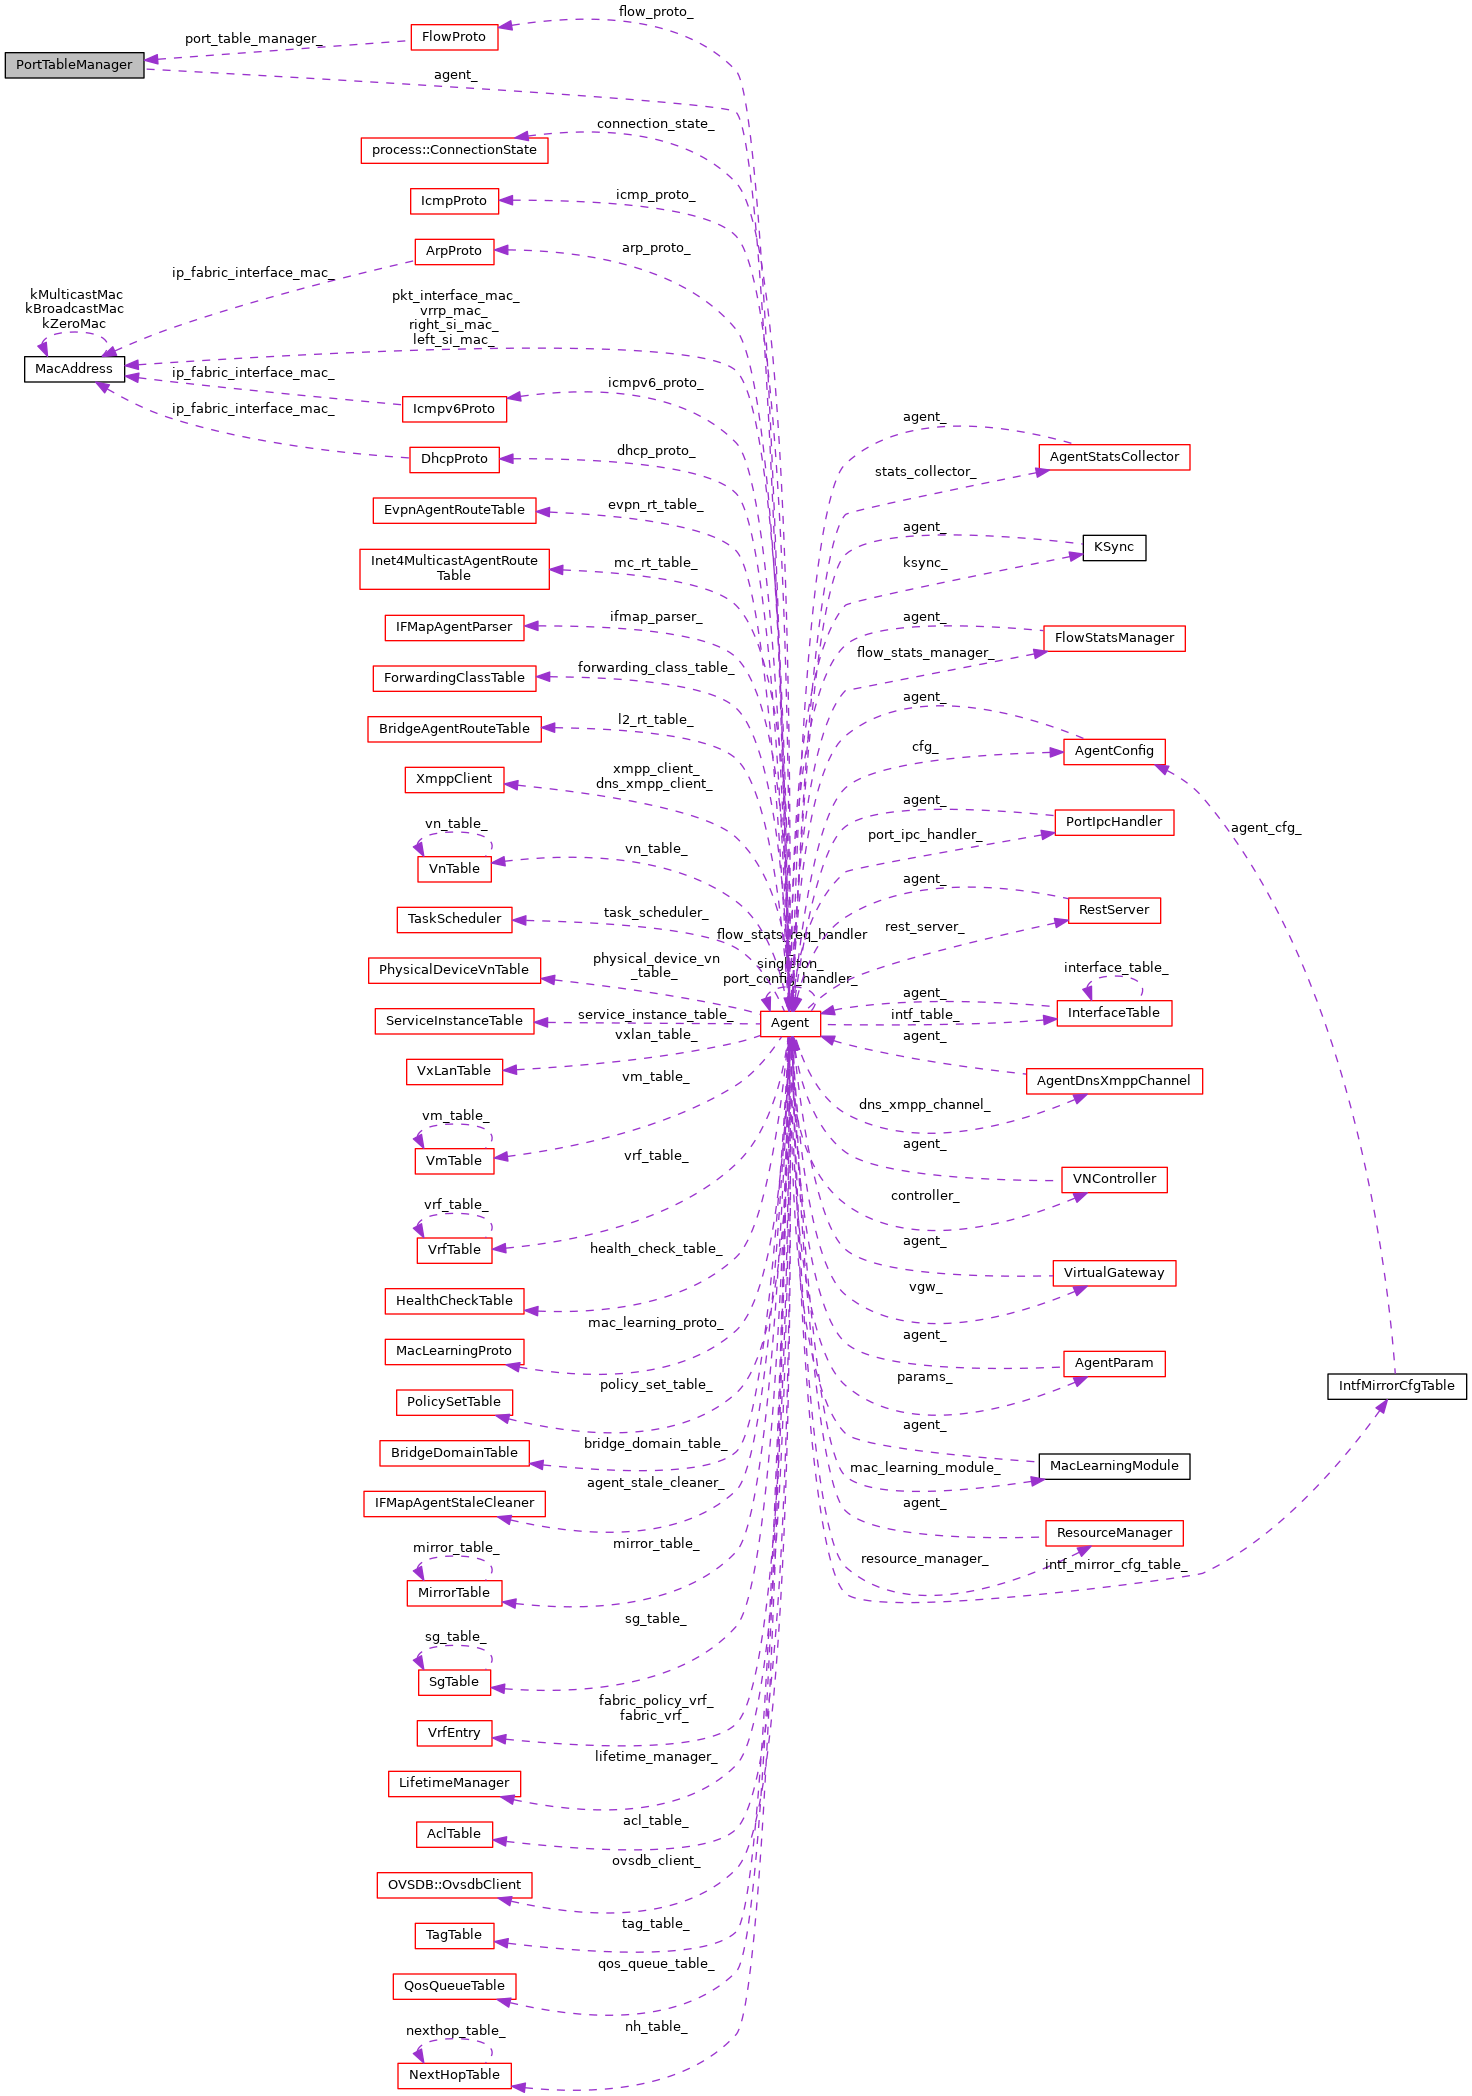 flow_proto_
FlowProto
port_table_manager_
PortTableManager
agent_
connection_state_
process::ConnectionState
icmp_proto_
IcmpProto
arp_proto_
ArpProto
ip_fabric_interface_mac_
kMulticastMac
kBroadcastMac
kZeroMac
pkt_interface_mac_
vrrp_mac_
right_si_mac_
left_si_mac_
MacAddress
ip_fabric_interface_mac_
icmpv6_proto_
Icmpv6Proto
ip_fabric_interface_mac_
dhcp_proto_
DhcpProto
evpn_rt_table_
EvpnAgentRouteTable
mc_rt_table_
Inet4MulticastAgentRoute
Table
ifmap_parser_
IFMapAgentParser
forwarding_class_table_
ForwardingClassTable
l2_rt_table_
BridgeAgentRouteTable
xmpp_client_
dns_xmpp_client_
XmppClient
vn_table_
VnTable
vn_table_
task_scheduler_
TaskScheduler
physical_device_vn
_table_
PhysicalDeviceVnTable
service_instance_table_
ServiceInstanceTable
vxlan_table_
VxLanTable
vm_table_
vm_table_
VmTable
vrf_table_
vrf_table_
VrfTable
health_check_table_
HealthCheckTable
mac_learning_proto_
MacLearningProto
policy_set_table_
PolicySetTable
bridge_domain_table_
BridgeDomainTable
agent_stale_cleaner_
IFMapAgentStaleCleaner
mirror_table_
mirror_table_
MirrorTable
sg_table_
sg_table_
SgTable
fabric_policy_vrf_
fabric_vrf_
VrfEntry
lifetime_manager_
LifetimeManager
acl_table_
AclTable
ovsdb_client_
OVSDB::OvsdbClient
tag_table_
TagTable
qos_queue_table_
QosQueueTable
nh_table_
nexthop_table_
NextHopTable
flow_stats_req_handler
singleton_
port_config_handler_
Agent
agent_
AgentStatsCollector
stats_collector_
agent_
KSync
ksync_
agent_
FlowStatsManager
flow_stats_manager_
agent_
AgentConfig
cfg_
agent_
PortIpcHandler
port_ipc_handler_
agent_cfg_
agent_
RestServer
rest_server_
interface_table_
agent_
InterfaceTable
intf_table_
agent_
AgentDnsXmppChannel
dns_xmpp_channel_
agent_
VNController
controller_
agent_
VirtualGateway
vgw_
agent_
AgentParam
params_
IntfMirrorCfgTable
agent_
MacLearningModule
mac_learning_module_
agent_
ResourceManager
resource_manager_
intf_mirror_cfg_table_